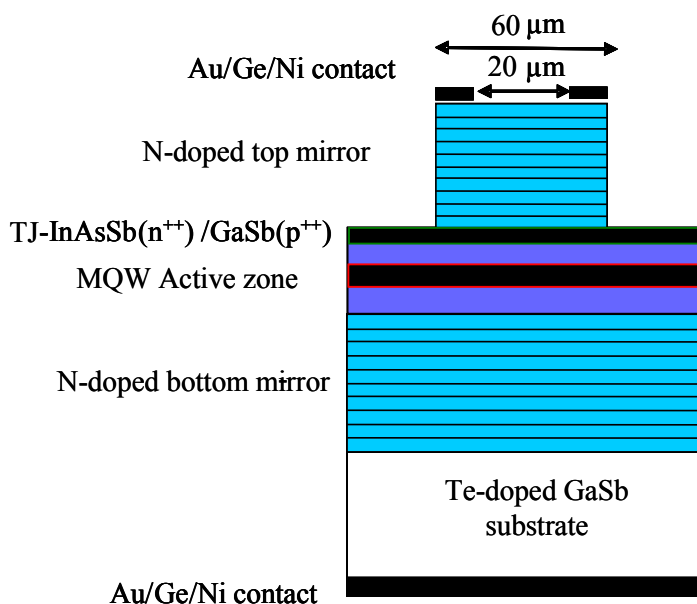 60 µm
Au/Ge/Ni contact
20 µm
N-doped top mirror
TJ-InAsSb(n⁺⁺) /GaSb(p⁺⁺)
MQW Active zone
N-doped bottom mirror
Te-doped GaSb
substrate
Au/Ge/Ni contact